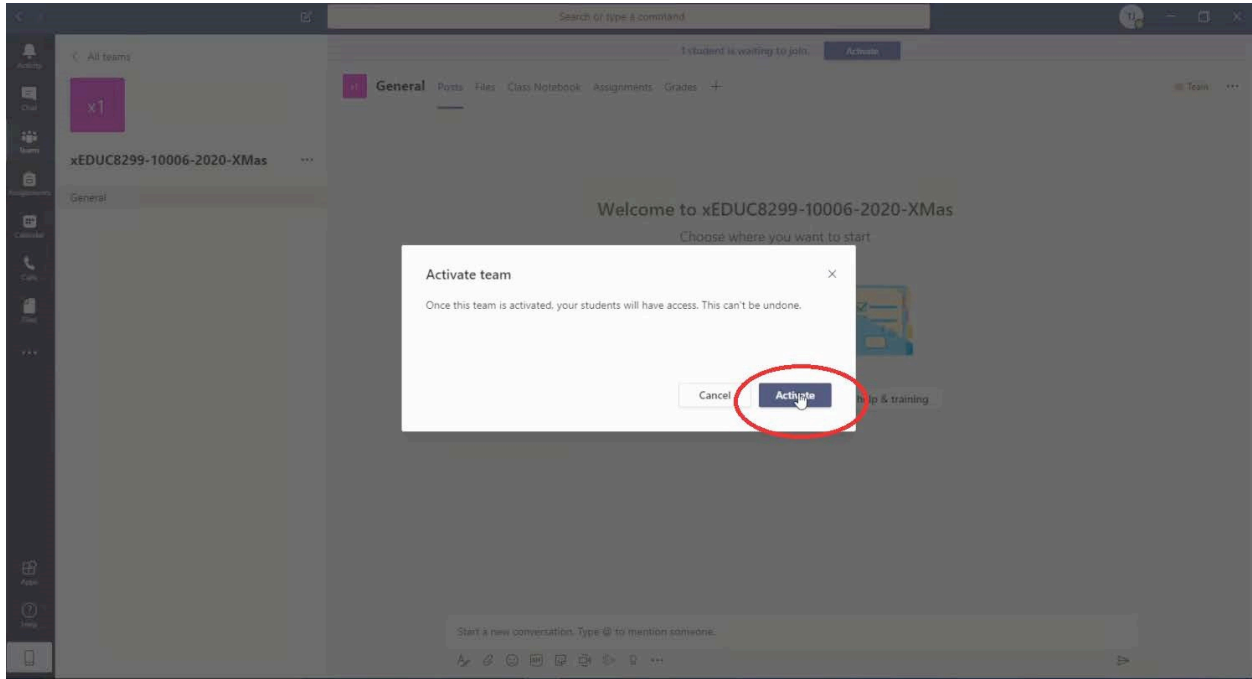 Search or type a command
TJ
Activity
Chat
Teams
Assignments
Calendar
Calls
Files
Apps
Help
All teams
x1
xEDUC8299-10006-2020-XMas
General
1 student is waiting to join. Activate
x1 General Posts Files Class Notebook Assignments Grades
Team
Welcome to xEDUC8299-10006-2020-XMas
Choose where you want to start
Activate team
Once this team is activated, your students will have access. This can't be undone.
Cancel Activate
help & training
Start a new conversation. Type @ to mention someone.